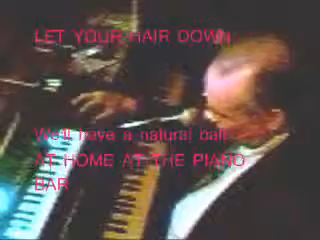 LET YOUR HAIR DOWN
We'll have a natural ball
AT HOME AT THE PIANO
BAR